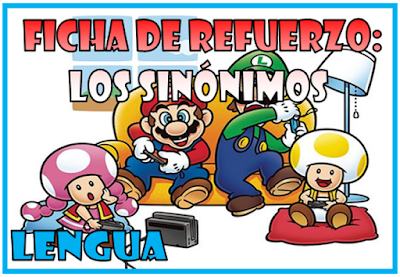 FICHA DE REFUERZO:
LOS SINÓNIMOS
L
LENGUA